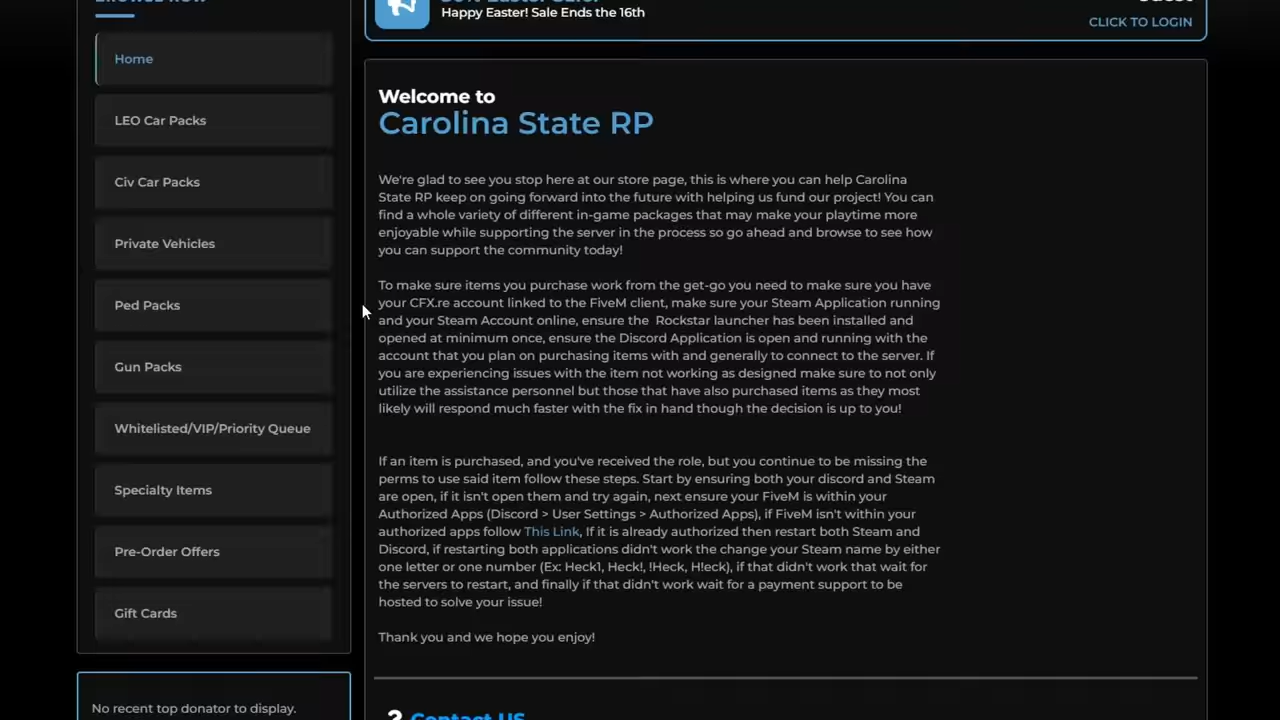 Happy Easter! Sale Ends the 16th
CLICK TO LOGIN
Home
LEO Car Packs
Civ Car Packs
Private Vehicles
Ped Packs
Gun Packs
Whitelisted/VIP/Priority Queue
Specialty Items
Pre-Order Offers
Gift Cards
No recent top donator to display.
Welcome to
Carolina State RP
We're glad to see you stop here at our store page, this is where you can help Carolina
State RP keep on going forward into the future with helping us fund our project! You can
find a whole variety of different in-game packages that may make your playtime more
enjoyable while supporting the server in the process so go ahead and browse to see how
you can support the community today!
To make sure items you purchase work from the get-go you need to make sure you have
your CFX.re account linked to the FiveM client, make sure your Steam Application running
and your Steam Account online, ensure the Rockstar launcher has been installed and
opened at minimum once, ensure the Discord Application is open and running with the
account that you plan on purchasing items with and generally to connect to the server. If
you are experiencing issues with the item not working as designed make sure to not only
utilize the assistance personnel but those that have also purchased items as they most
likely will respond much faster with the fix in hand though the decision is up to you!
If an item is purchased, and you've received the role, but you continue to be missing the
perms to use said item follow these steps. Start by ensuring both your discord and Steam
are open, if it isn't open them and try again, next ensure your FiveM is within your
Authorized Apps (Discord > User Settings > Authorized Apps), if FiveM isn't within your
authorized apps follow This Link, If it is already authorized then restart both Steam and
Discord, if restarting both applications didn't work the change your Steam name by either
one letter or one number (Ex: Heck1, Heck!, !Heck, H!eck), if that didn't work that wait for
the servers to restart, and finally if that didn't work wait for a payment support to be
hosted to solve your issue!
Thank you and we hope you enjoy!
? Contact US